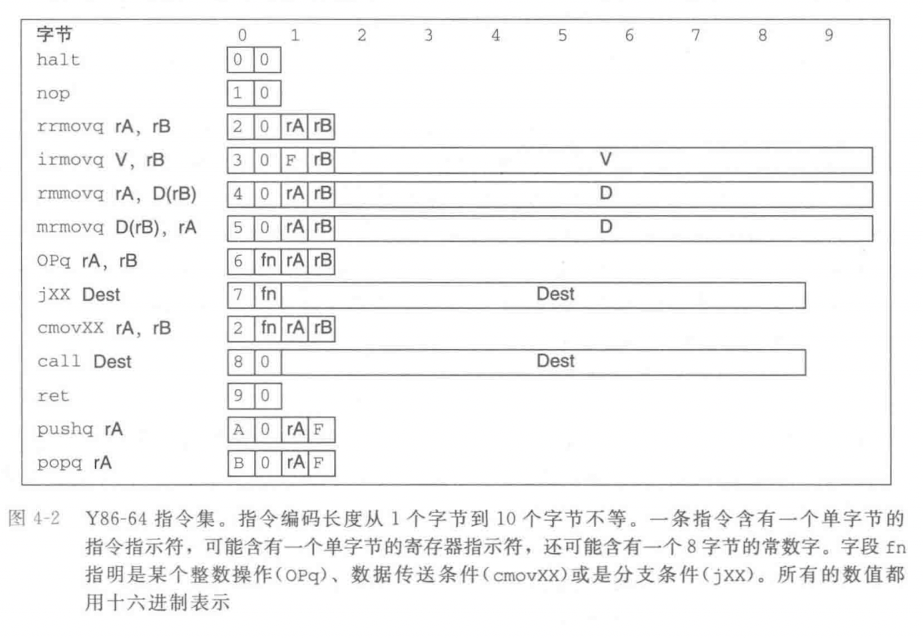 字节 0 1 2 3 4 5 6 7 8 9
halt 0 0
nop 1 0
rrmovq rA, rB 2 0 rA rB
irmovq V, rB 3 0 F rB V
rmmovq rA, D(rB) 4 0 rA rB D
mrmovq D(rB), rA 5 0 rA rB D
OPq rA, rB 6 fn rA rB
jXX Dest 7 fn Dest
cmovXX rA, rB 2 fn rA rB
call Dest 8 0 Dest
ret 9 0
pushq rA A 0 rA F
popq rA B 0 rA F
图 4-2 Y86-64 指令集。指令编码长度从 1 个字节到 10 个字节不等。一条指令含有一个单字节的
指令指示符，可能含有一个单字节的寄存器指示符，还可能含有一个 8 字节的常数字。字段 fn
指明是某个整数操作(OPq)、数据传送条件(cmovXX)或是分支条件(jXX)。所有的数值都
用十六进制表示